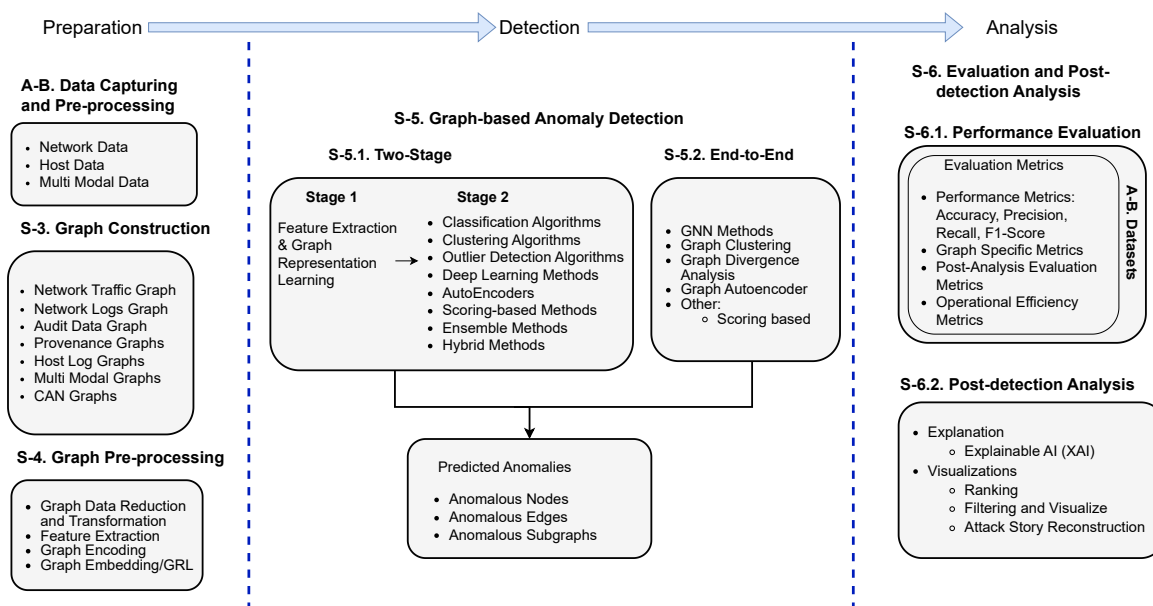 Preparation
Detection
Analysis
A-B. Data Capturing
and Pre-processing
Network Data
Host Data
Multi Modal Data
S-3. Graph Construction
Network Traffic Graph
Network Logs Graph
Audit Data Graph
Provenance Graphs
Host Log Graphs
Multi Modal Graphs
CAN Graphs
S-4. Graph Pre-processing
Graph Data Reduction
and Transformation
Feature Extraction
Graph Encoding
Graph Embedding/GRL
S-5. Graph-based Anomaly Detection
S-5.1. Two-Stage
Stage 1
Feature Extraction
& Graph
Representation
Learning
Stage 2
Classification Algorithms
Clustering Algorithms
Outlier Detection Algorithms
Deep Learning Methods
AutoEncoders
Scoring-based Methods
Ensemble Methods
Hybrid Methods
S-5.2. End-to-End
GNN Methods
Graph Clustering
Graph Divergence
Analysis
Graph Autoencoder
Other:
Scoring based
Predicted Anomalies
Anomalous Nodes
Anomalous Edges
Anomalous Subgraphs
S-6. Evaluation and Post-
detection Analysis
S-6.1. Performance Evaluation
Evaluation Metrics
Performance Metrics:
Accuracy, Precision,
Recall, F1-Score
Graph Specific Metrics
Post-Analysis Evaluation
Metrics
Operational Efficiency
Metrics
A-B. Datasets
S-6.2. Post-detection Analysis
Explanation
Explainable AI (XAI)
Visualizations
Ranking
Filtering and Visualize
Attack Story Reconstruction